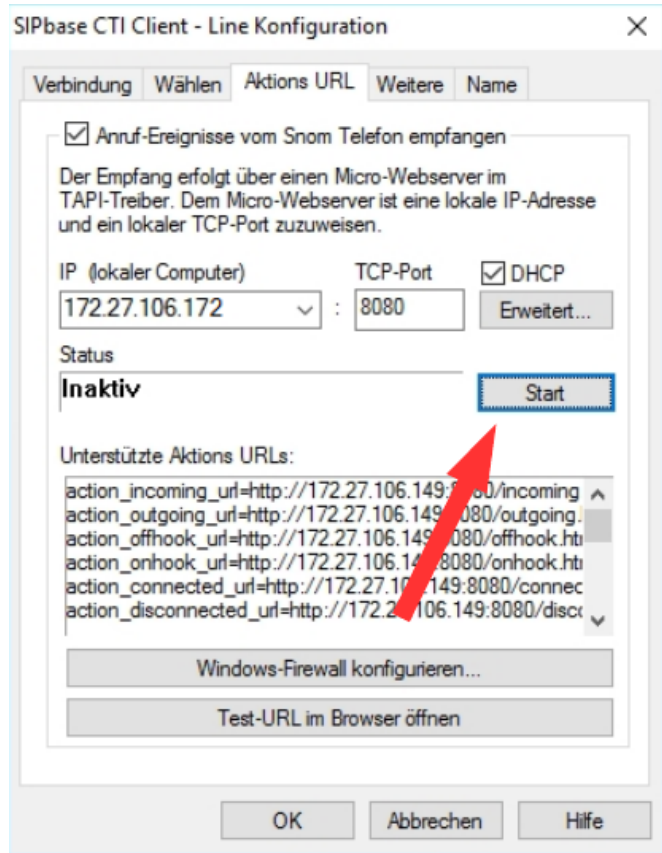 SIPbase CTI Client - Line Konfiguration
Verbindung Wählen Aktions URL Weitere Name
Anruf-Ereignisse vom Snom Telefon empfangen
Der Empfang erfolgt über einen Micro-Webserver im
TAPI-Treiber. Dem Micro-Webserver ist eine lokale IP-Adresse
und ein lokaler TCP-Port zuzuweisen.
IP (lokaler Computer) TCP-Port DHCP
172.27.106.172 : 8080 Erweitert...
Status
Inaktiv Start
Unterstützte Aktions URLs:
action_incoming_url=http://172.27.106.149: /incoming
action_outgoing_url=http://172.27.106.149: 080/outgoing.
action_offhook_url=http://172.27.106.149:8080/offhook.htm
action_onhook_url=http://172.27.106.14 :8080/onhook.htm
action_connected_url=http://172.27.10 .149:8080/connec
action_disconnected_url=http://172.2 .106.149:8080/disc
Windows-Firewall konfigurieren...
Test-URL im Browser öffnen
OK Abbrechen Hilfe